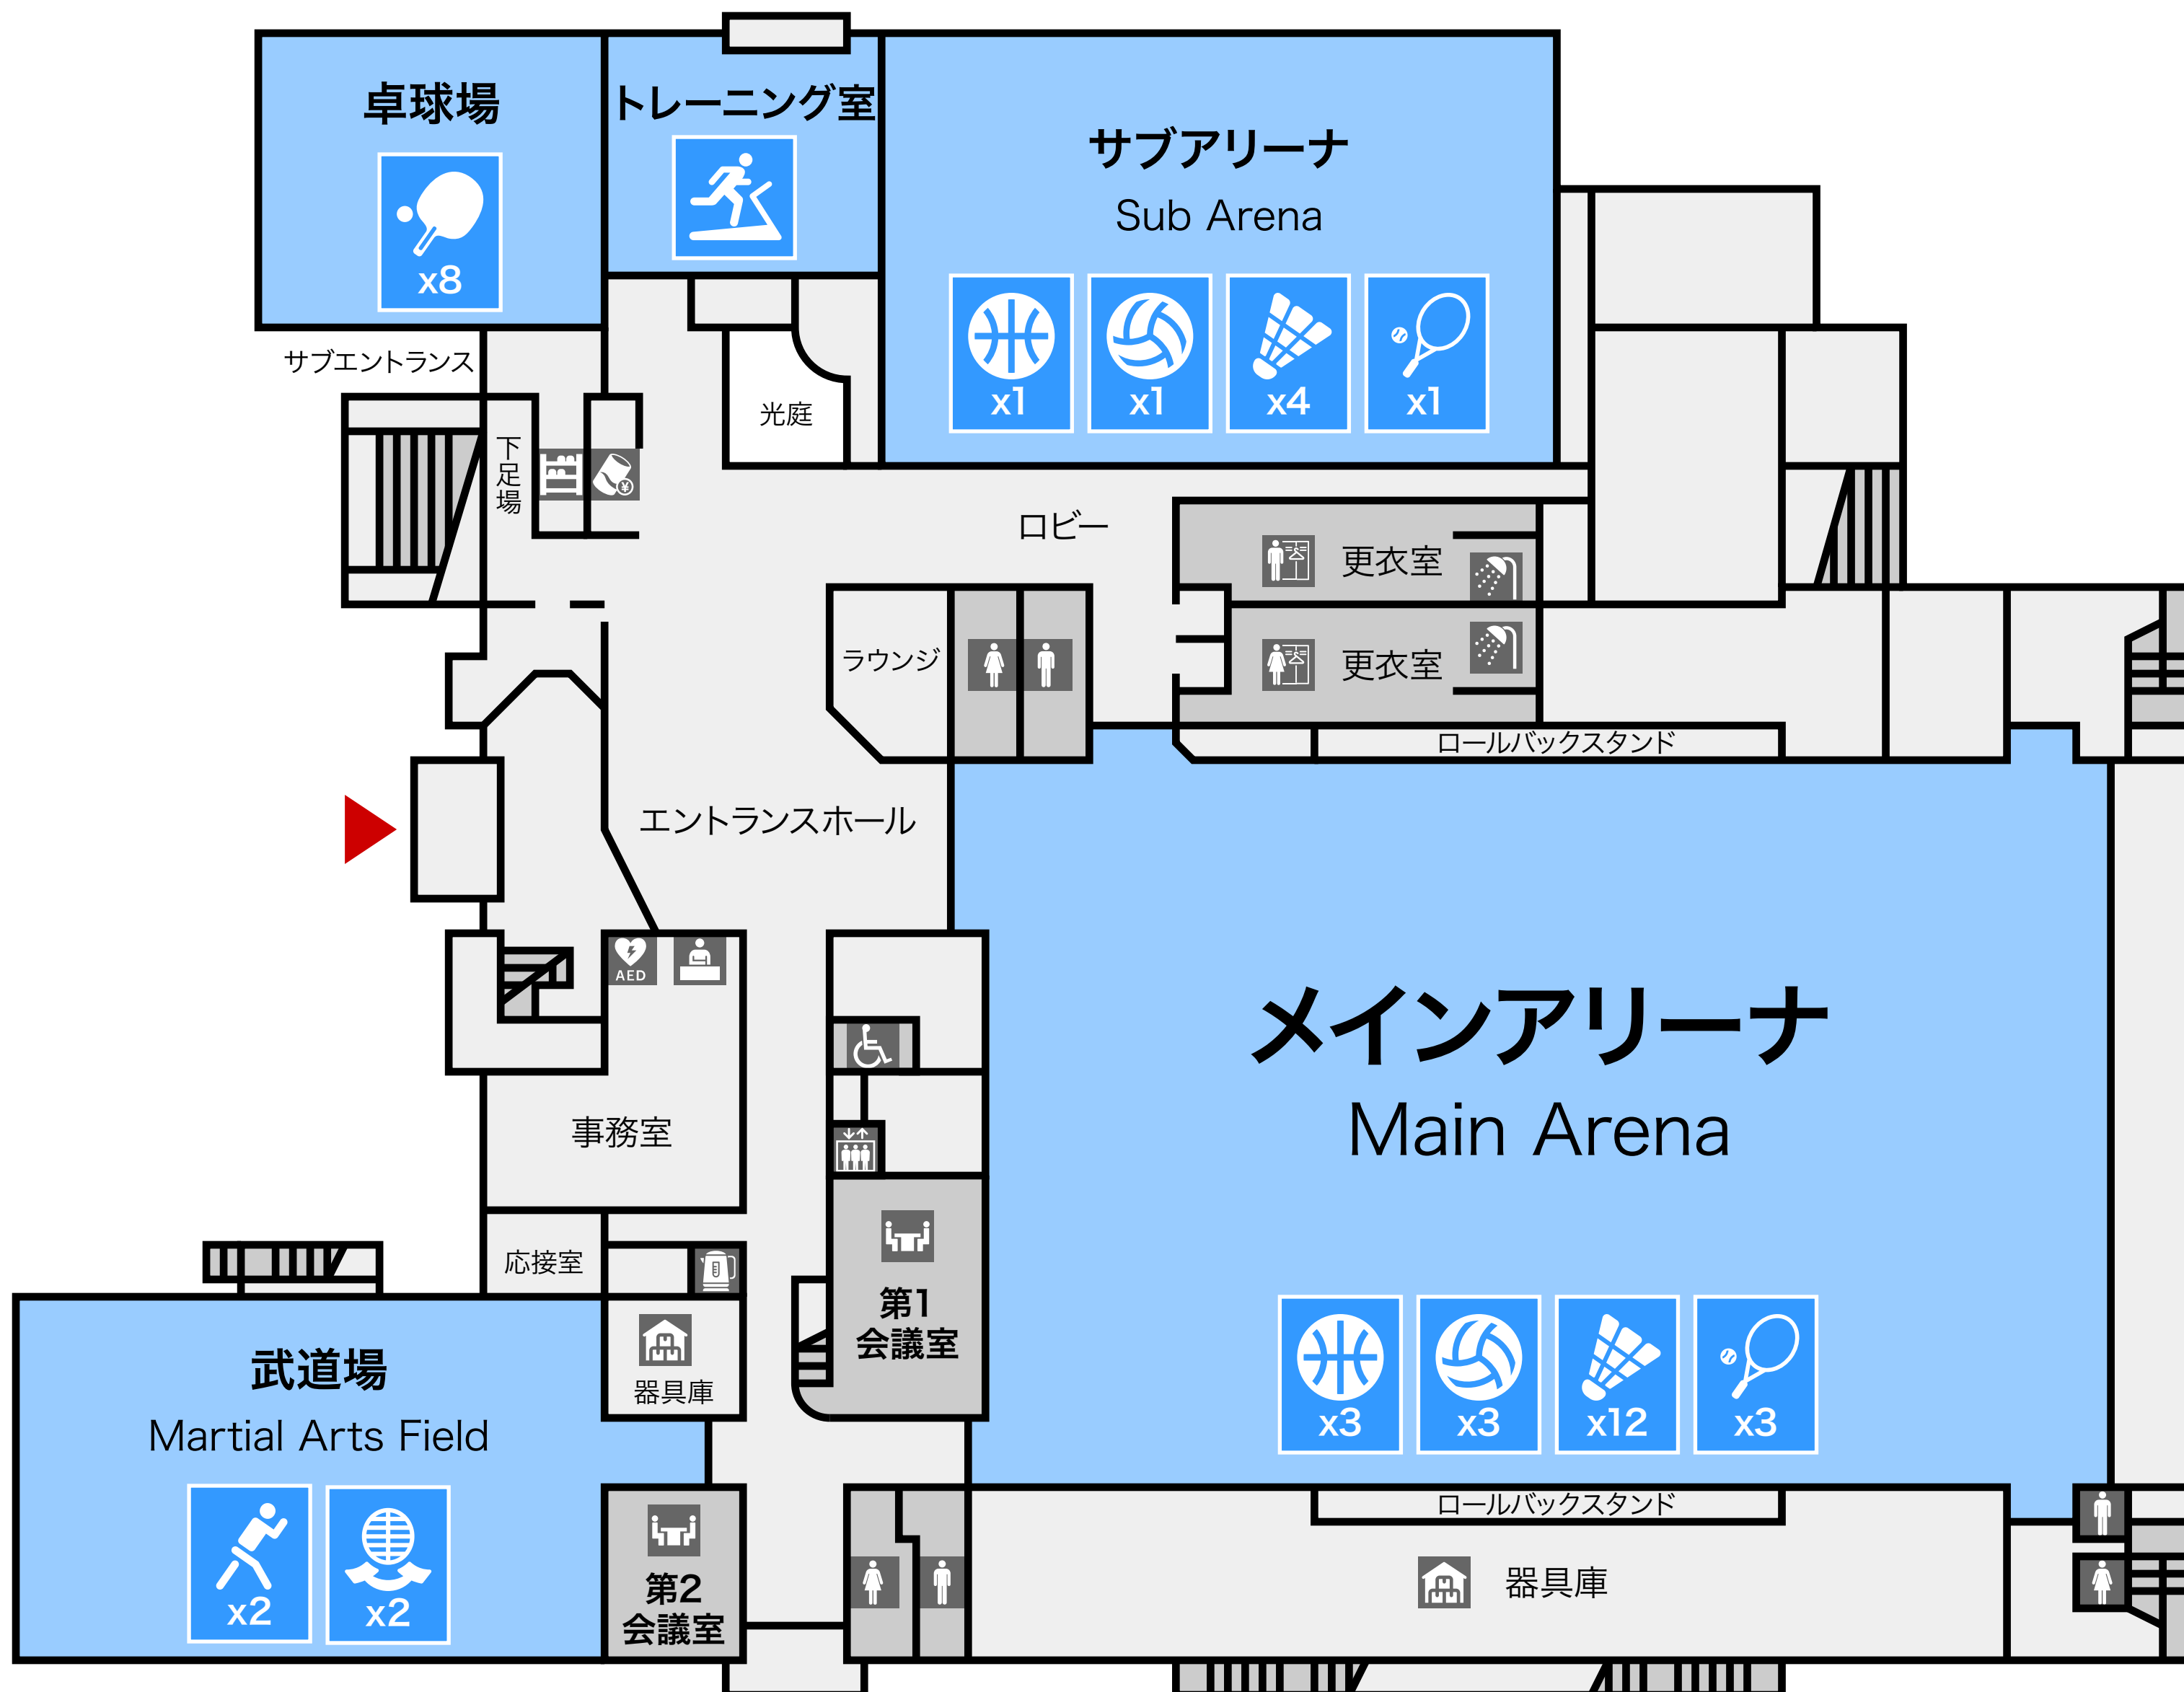 卓球場
x8
トレーニング室
サブアリーナ
Sub Arena
x1
x1
x4
x1
サブエントランス
下足場
光庭
ロビー
更衣室
更衣室
ラウンジ
ロールバックスタンド
エントランスホール
AED
事務室
メインアリーナ
Main Arena
x3
x3
x12
x3
応接室
第1
会議室
器具庫
武道場
Martial Arts Field
x2
x2
第2
会議室
ロールバックスタンド
器具庫